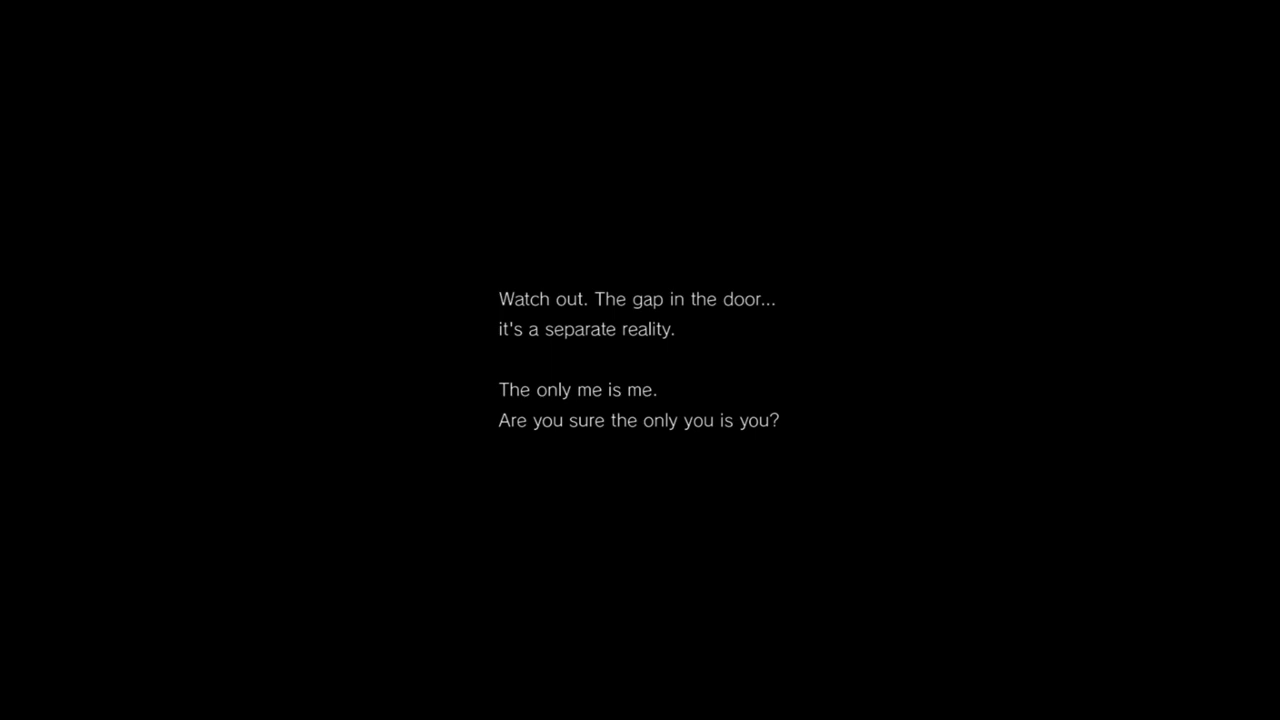 Watch out. The gap in the door...
it's a separate reality.
The only me is me.
Are you sure the only you is you?